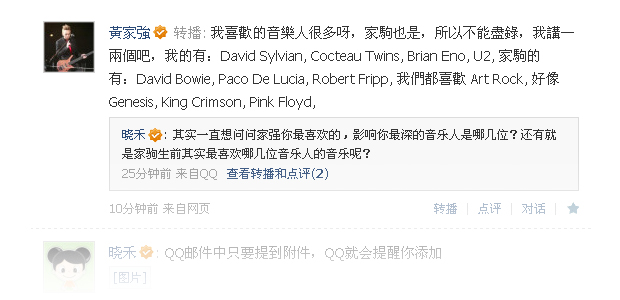 黃家強 转播: 我喜歡的音樂人很多呀，家駒也是，所以不能盡錄，我講一
兩個吧，我的有：David Sylvian, Cocteau Twins, Brian Eno, U2, 家駒的
有：David Bowie, Paco De Lucia, Robert Fripp, 我們都喜歡 Art Rock, 好像
Genesis, King Crimson, Pink Floyd,
晓禾: 其实一直想问问家强你最喜欢的，影响你最深的音乐人是哪几位？还有就
是家驹生前其实最喜欢哪几位音乐人的音乐呢？
25分钟前 来自QQ 查看转播和点评(2)
10分钟前 来自网页 转播 | 点评 | 对话 |
晓禾: QQ邮件中只要提到附件，QQ就会提醒你添加
[图片]